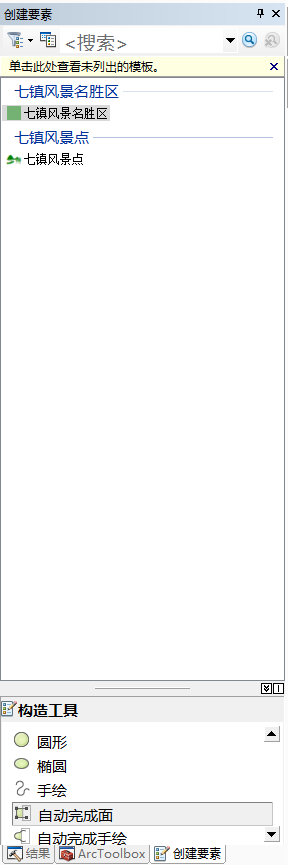 创建要素
<搜索>
单击此处查看未列出的模板。
七镇风景名胜区
七镇风景名胜区
七镇风景点
七镇风景点
构造工具
圆形
椭圆
手绘
自动完成面
自动完成手绘
结果 ArcToolbox 创建要素